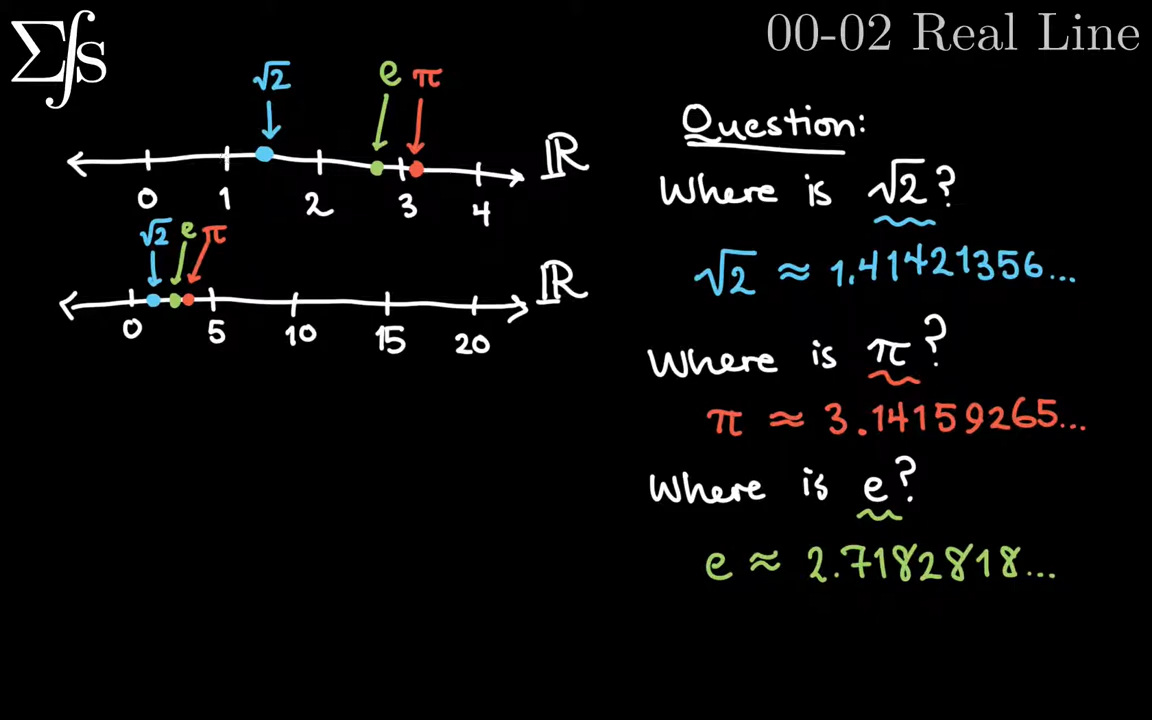 Σ∫S
00-02 Real Line
√2 e π
ℝ
0 1 2 3 4
√2 e π
ℝ
0 5 10 15 20
Question:
Where is √2?
√2 ≈ 1.41421356...
Where is π?
π ≈ 3.14159265...
Where is e?
e ≈ 2.7182818...